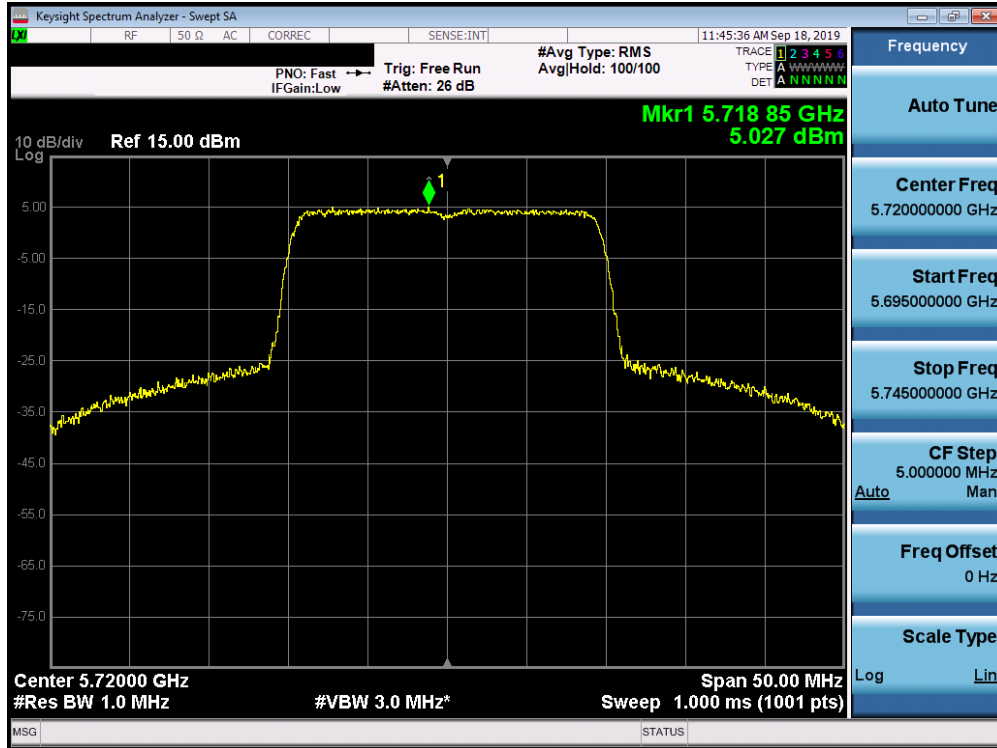 Keysight Spectrum Analyzer - Swept SA
LXI RF 50 Ω AC CORREC SENSE:INT 11:45:36 AM Sep 18, 2019
PNO: Fast
IFGain:Low
Trig: Free Run
#Atten: 26 dB
#Avg Type: RMS
Avg|Hold: 100/100
TRACE 1 2 3 4 5 6
TYPE A WWWWW
DET A N N N N N
Mkr1 5.718 85 GHz
5.027 dBm
10 dB/div Ref 15.00 dBm
Log
1
5.00
-5.00
-15.0
-25.0
-35.0
-45.0
-55.0
-65.0
-75.0
Center 5.72000 GHz Span 50.00 MHz
#Res BW 1.0 MHz #VBW 3.0 MHz* Sweep 1.000 ms (1001 pts)
MSG STATUS
Frequency
Auto Tune
Center Freq
5.720000000 GHz
Start Freq
5.695000000 GHz
Stop Freq
5.745000000 GHz
CF Step
5.000000 MHz
Auto Man
Freq Offset
0 Hz
Scale Type
Log Lin